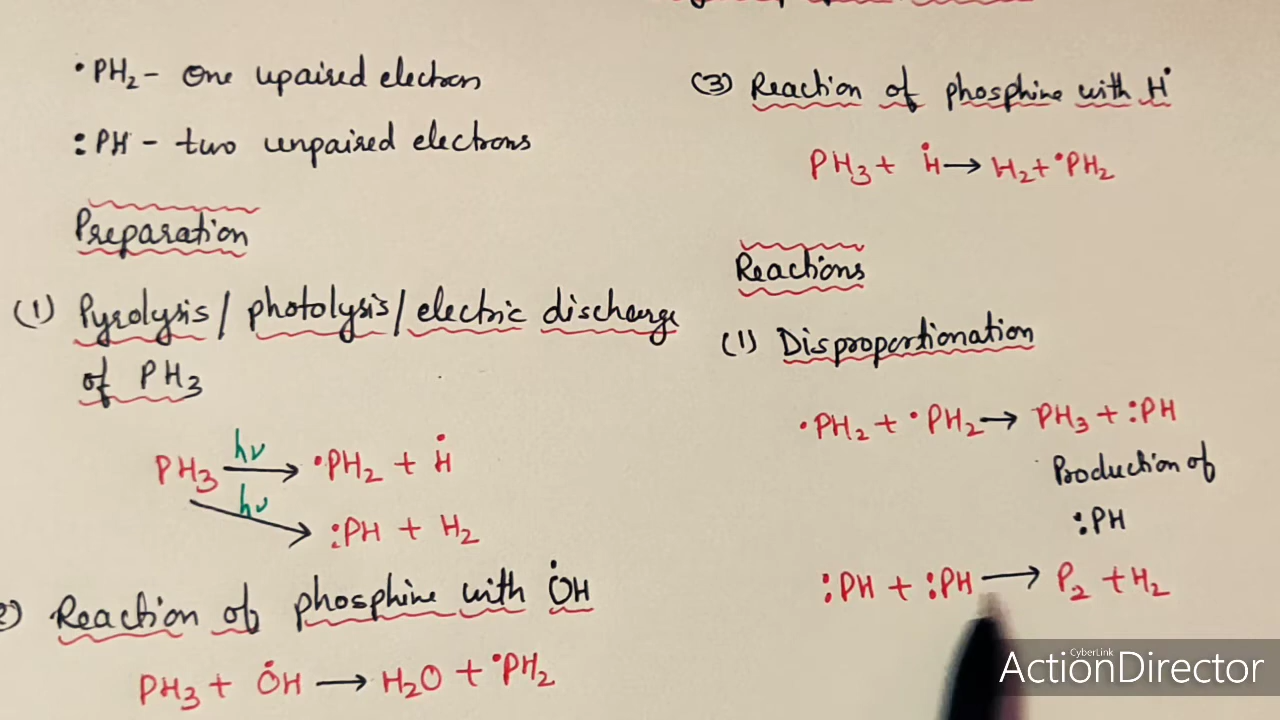 •PH₂ - One upaired electron
:PH - two unpaired electrons
Preparation
(1) Pyrolysis / photolysis / electric discharge
of PH₃
PH₃ —hν→ •PH₂ + Ḣ
—hν→ :PH + H₂
Reaction of phosphine with ȮH
PH₃ + ȮH → H₂O + •PH₂
(3) Reaction of phosphine with H•
PH₃ + Ḣ → H₂ + •PH₂
Reactions
(1) Disproportionation
•PH₂ + •PH₂ → PH₃ + :PH
Production of
:PH
:PH + :PH → P₂ + H₂
CyberLink
ActionDirector